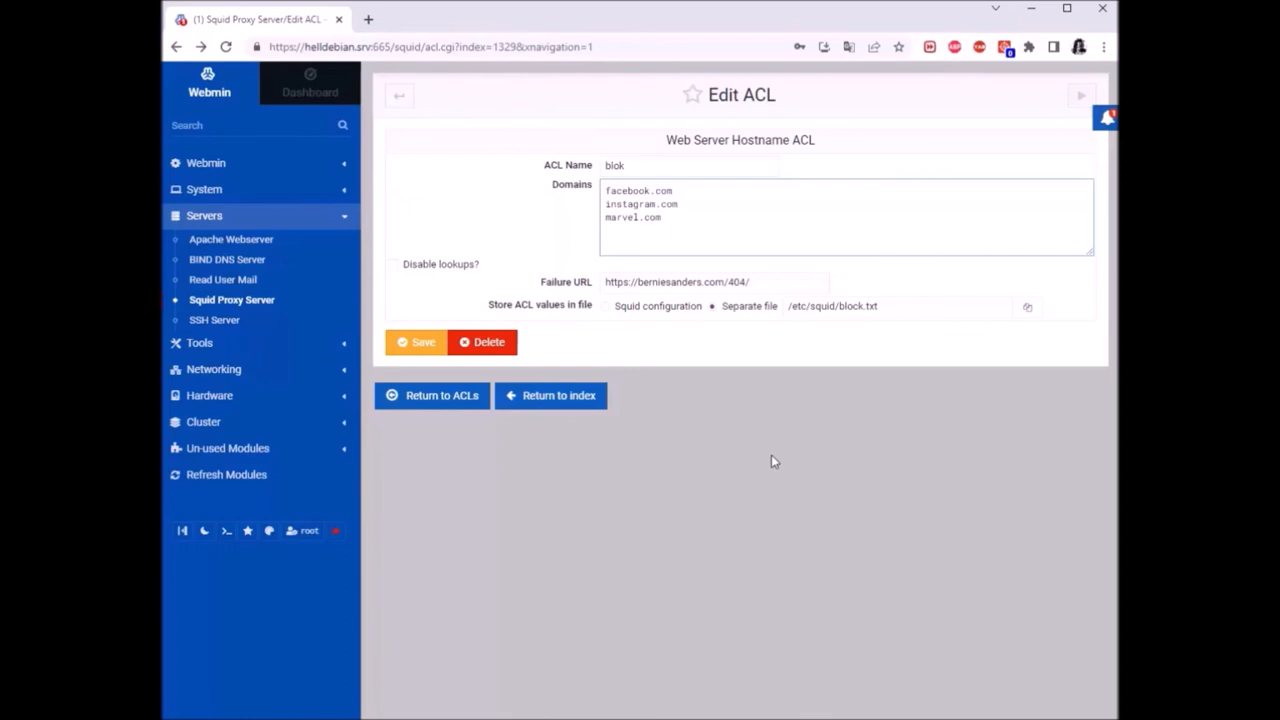 (1) Squid Proxy Server/Edit ACL -
https://helldebian.srv:665/squid/acl.cgi?index=1329&xnavigation=1
ABP
0
Webmin
Dashboard
Search
Webmin
System
Servers
Apache Webserver
BIND DNS Server
Read User Mail
Squid Proxy Server
SSH Server
Tools
Networking
Hardware
Cluster
Un-used Modules
Refresh Modules
root
Edit ACL
1
Web Server Hostname ACL
ACL Name blok
Domains
facebook.com
instagram.com
marvel.com
Disable lookups?
Failure URL https://berniesanders.com/404/
Store ACL values in file Squid configuration Separate file /etc/squid/block.txt
Save Delete
Return to ACLs Return to index